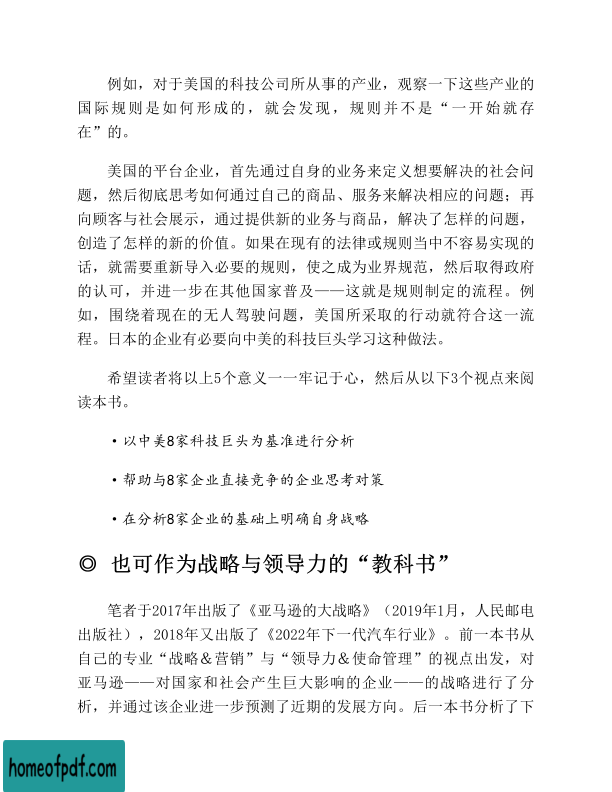 例如，对于美国的科技公司所从事的产业，观察一下这些产业的
国际规则是如何形成的，就会发现，规则并不是“一开始就存
在”的。
美国的平台企业，首先通过自身的业务来定义想要解决的社会问
题，然后彻底思考如何通过自己的商品、服务来解决相应的问题；再
向顾客与社会展示，通过提供新的业务与商品，解决了怎样的问题，
创造了怎样的新的价值。如果在现有的法律或规则当中不容易实现的
话，就需要重新导入必要的规则，使之成为业界规范，然后取得政府
的认可，并进一步在其他国家普及——这就是规则制定的流程。例
如，围绕着现在的无人驾驶问题，美国所采取的行动就符合这一流
程。日本的企业有必要向中美的科技巨头学习这种做法。
希望读者将以上5个意义一一牢记于心，然后从以下3个视点来阅
读本书。
·以中美8家科技巨头为基准进行分析
·帮助与8家企业直接竞争的企业思考对策
·在分析8家企业的基础上明确自身战略
◎ 也可作为战略与领导力的“教科书”
笔者于2017年出版了《亚马逊的大战略》（2019年1月，人民邮电
出版社），2018年又出版了《2022年下一代汽车行业》。前一本书从
自己的专业“战略＆营销”与“领导力＆使命管理”的视点出发，对
亚马逊——对国家和社会产生巨大影响的企业——的战略进行了分
析，并通过该企业进一步预测了近期的发展方向。后一本书分析了下
homeofpdf.com